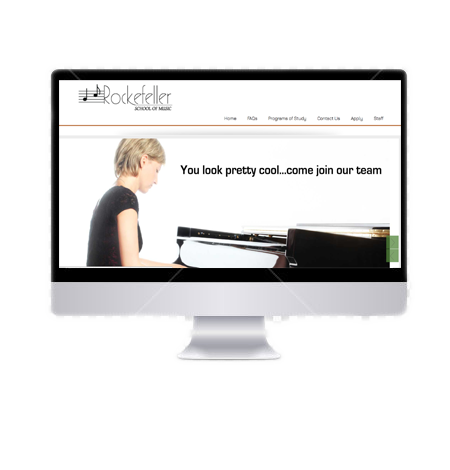 Rockefeller
SCHOOL OF MUSIC
Home FAQs Programs of Study Contact Us Apply Staff
You look pretty cool...come join our team